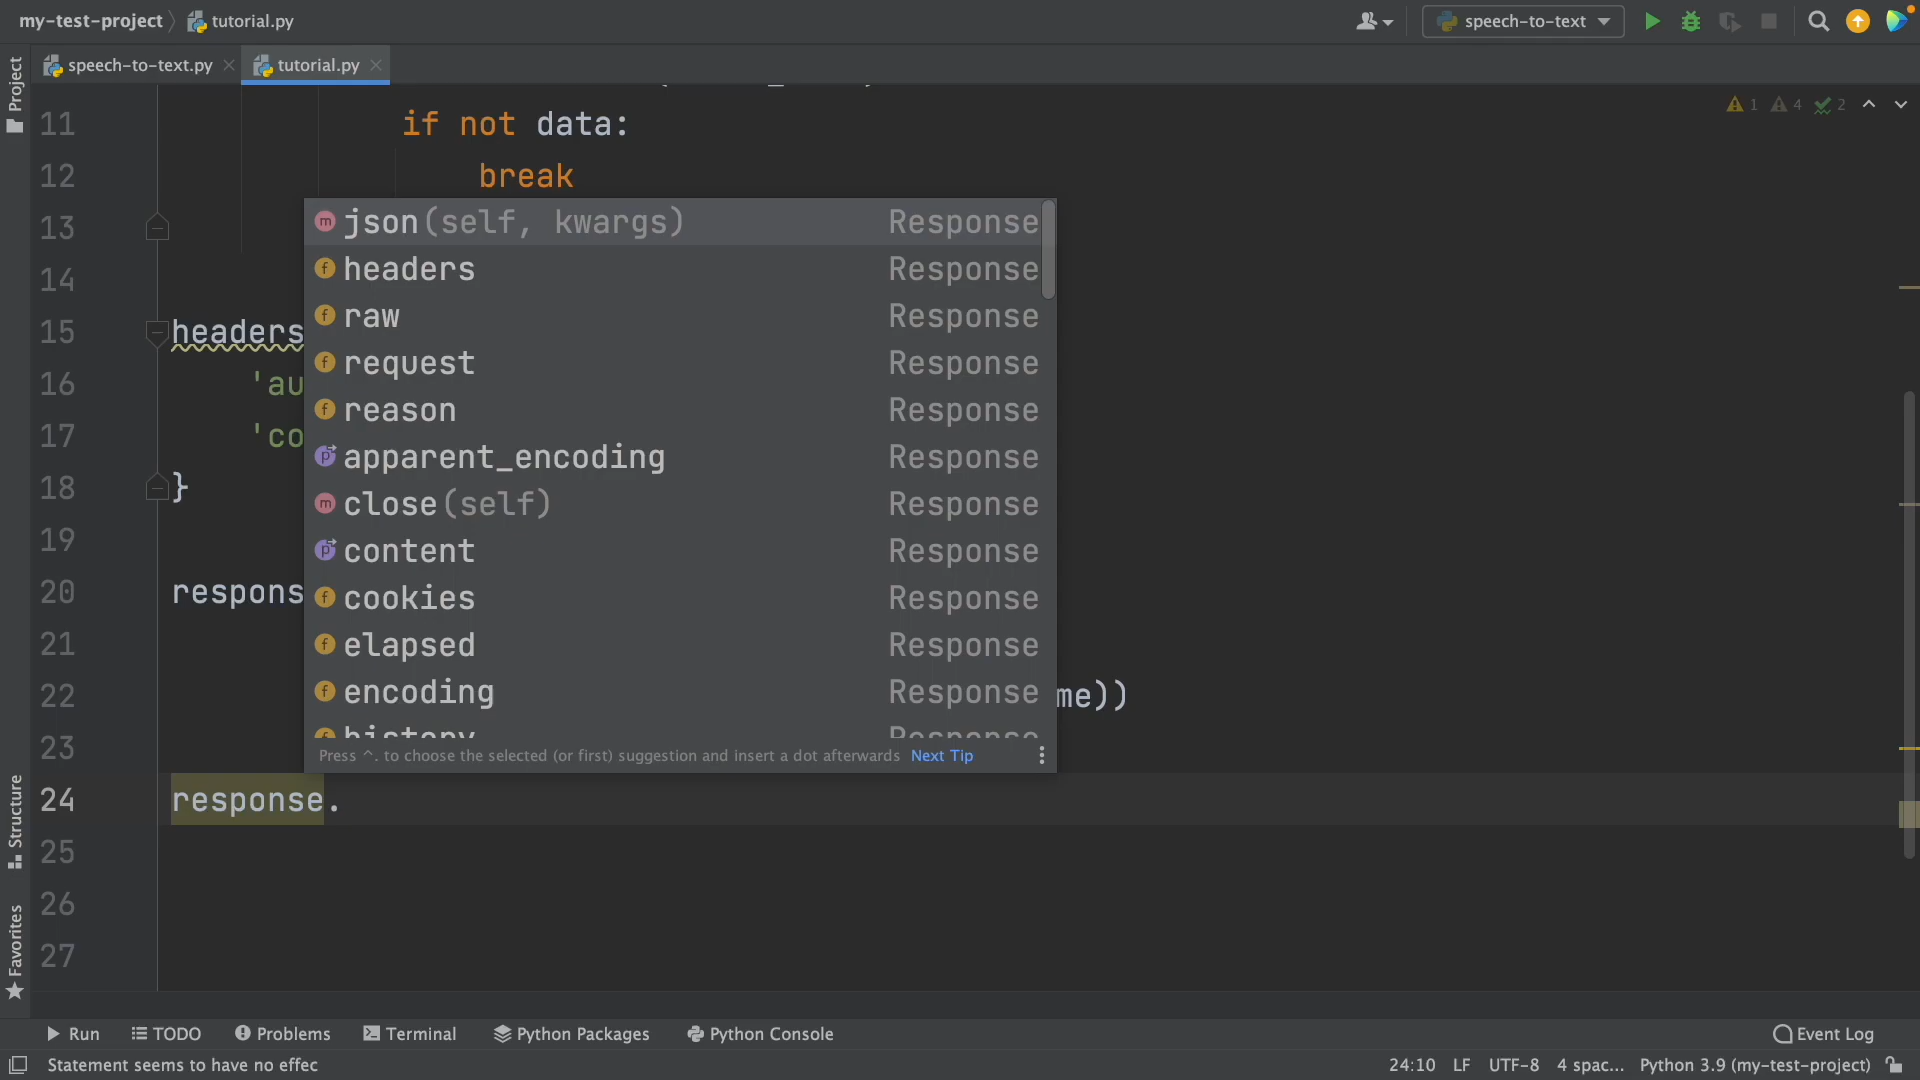 my-test-project
tutorial.py
speech-to-text
speech-to-text.py
tutorial.py
Project
1 4 2
11 if not data:
12 break
13
14
15 headers
16 'au
17 'co
18 }
19
20 respons
21
22 me))
23
24 response.
25
26
27
json(self, kwargs) Response
headers Response
raw Response
request Response
reason Response
apparent_encoding Response
close(self) Response
content Response
cookies Response
elapsed Response
encoding Response
history Response
Press ^. to choose the selected (or first) suggestion and insert a dot afterwards Next Tip
Structure
Favorites
Run TODO Problems Terminal Python Packages Python Console Event Log
Statement seems to have no effec 24:10 LF UTF-8 4 spac... Python 3.9 (my-test-project)